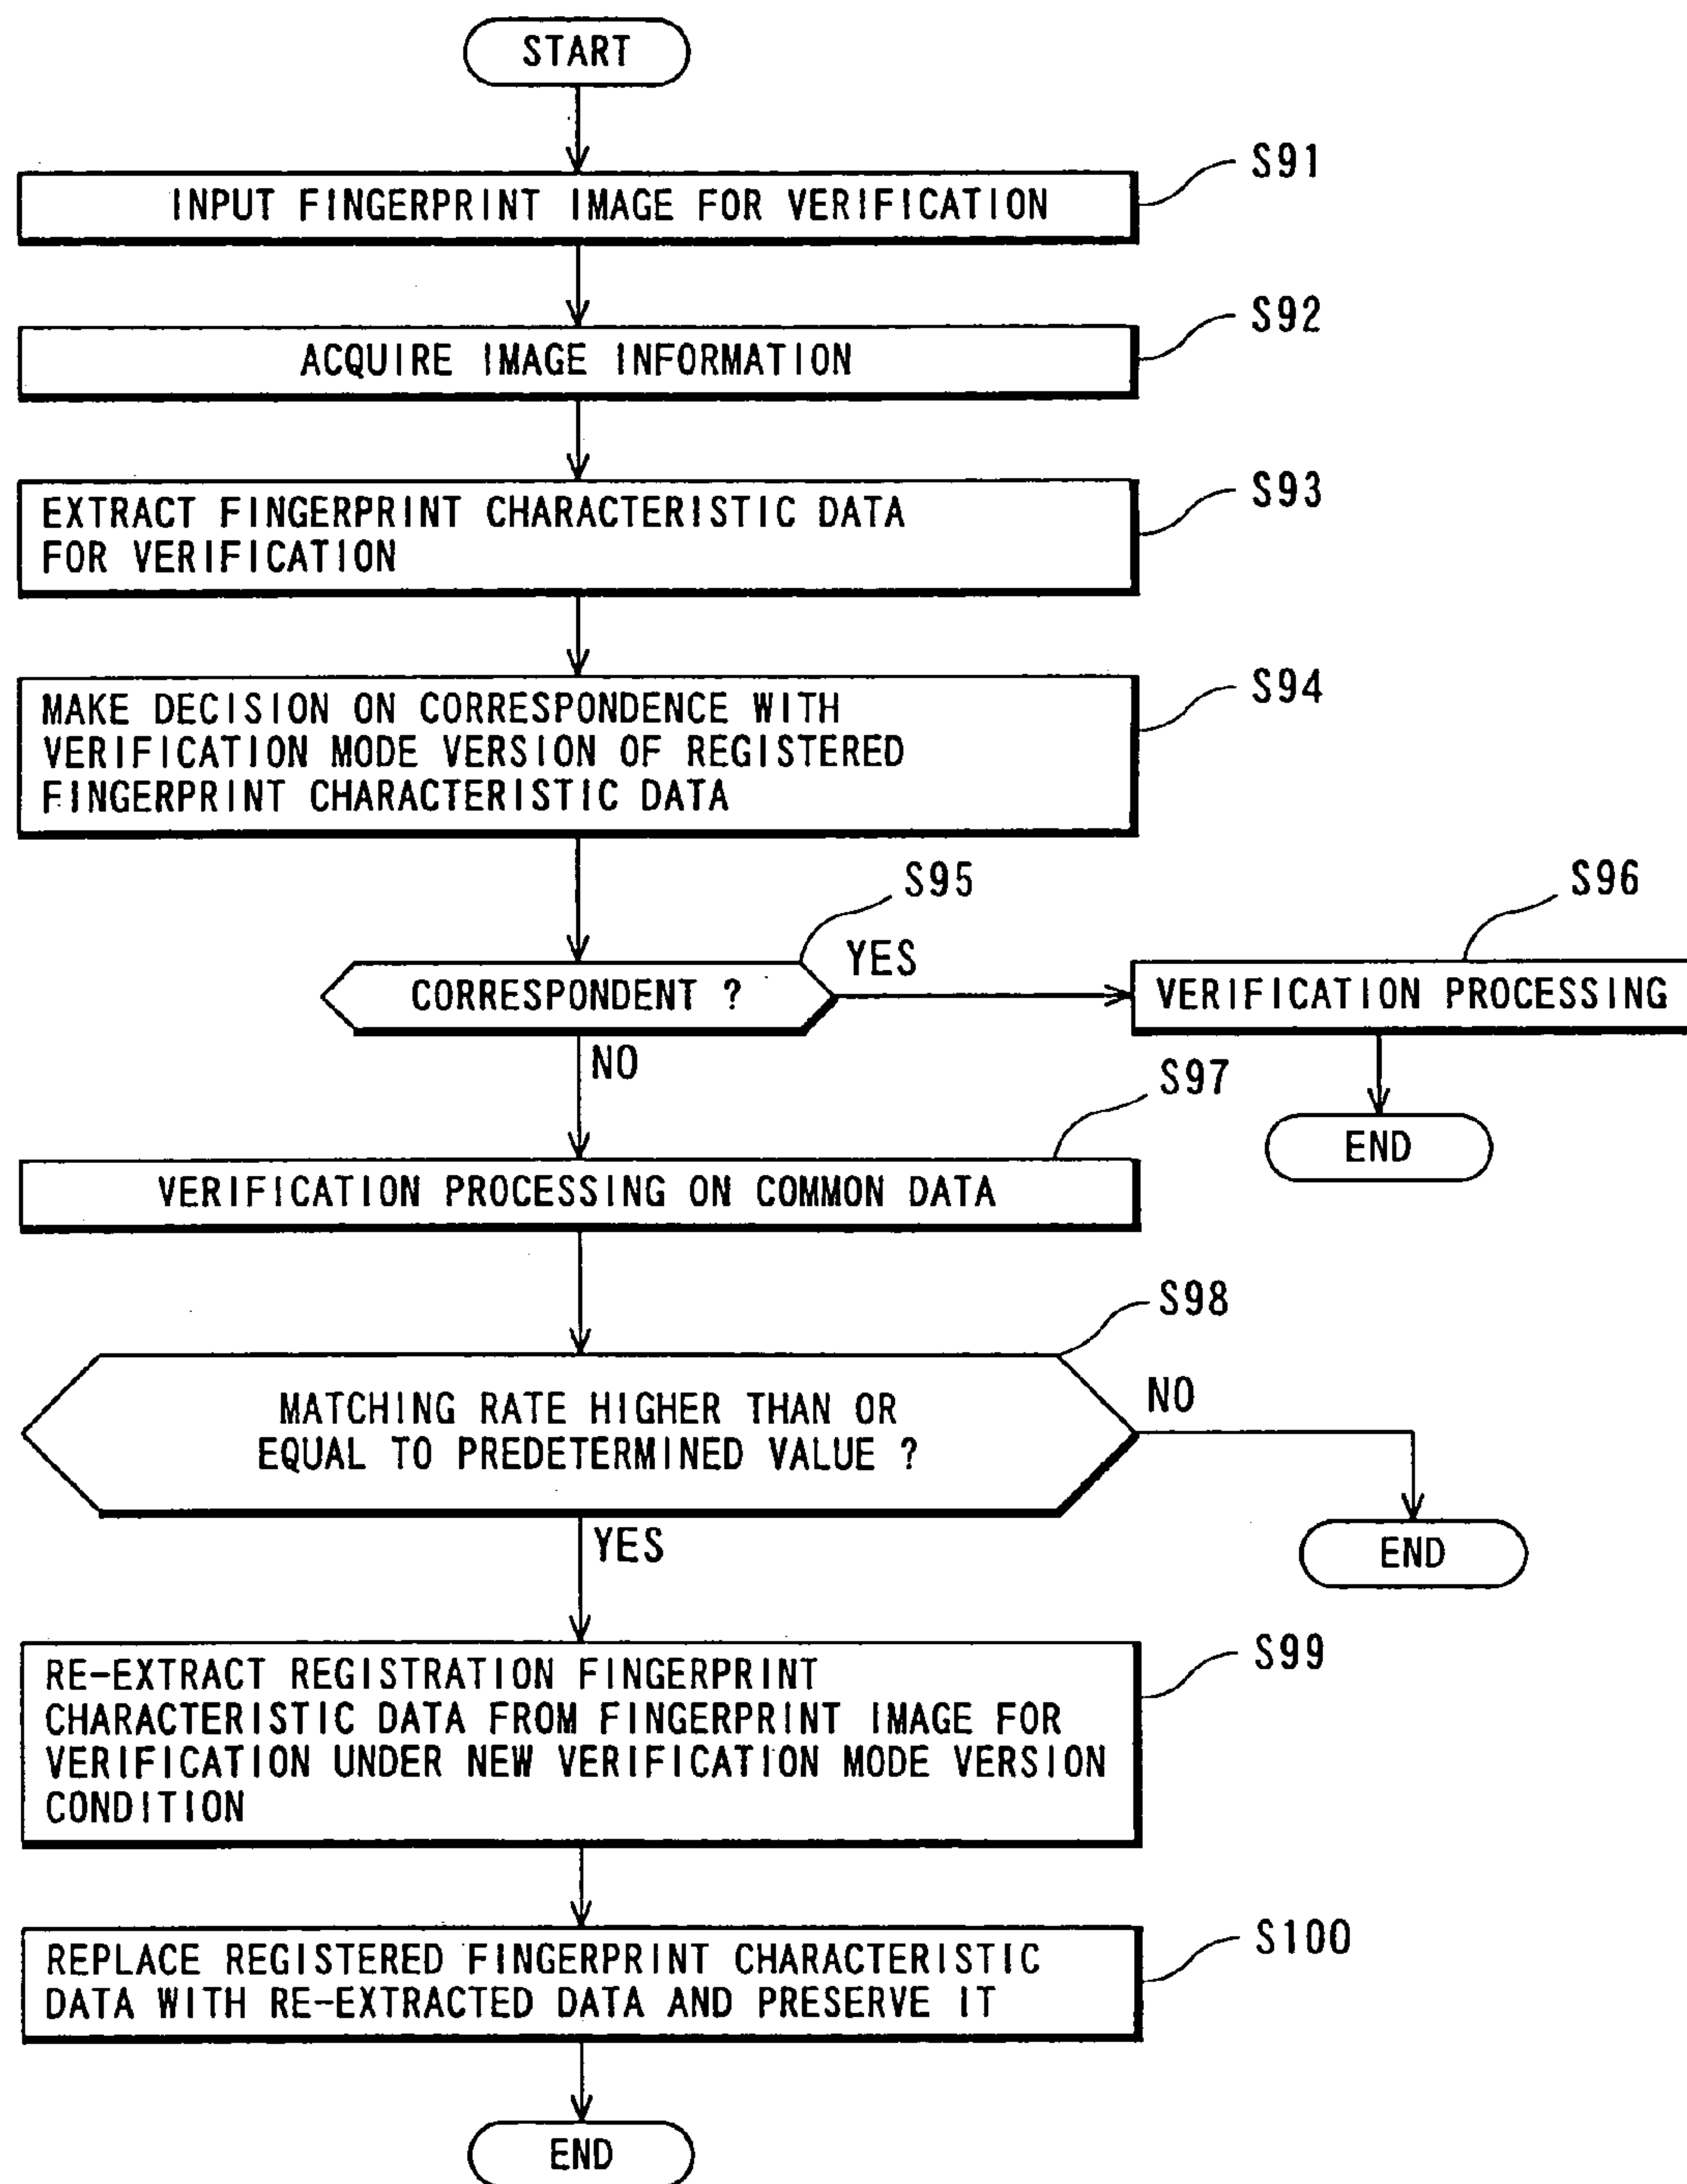 START
S91
INPUT FINGERPRINT IMAGE FOR VERIFICATION
S92
ACQUIRE IMAGE INFORMATION
S93
EXTRACT FINGERPRINT CHARACTERISTIC DATA
FOR VERIFICATION
S94
MAKE DECISION ON CORRESPONDENCE WITH
VERIFICATION MODE VERSION OF REGISTERED
FINGERPRINT CHARACTERISTIC DATA
S95
S96
CORRESPONDENT ?
YES
VERIFICATION PROCESSING
NO
END
S97
VERIFICATION PROCESSING ON COMMON DATA
S98
MATCHING RATE HIGHER THAN OR
EQUAL TO PREDETERMINED VALUE ?
NO
END
YES
S99
RE-EXTRACT REGISTRATION FINGERPRINT
CHARACTERISTIC DATA FROM FINGERPRINT IMAGE FOR
VERIFICATION UNDER NEW VERIFICATION MODE VERSION
CONDITION
S100
REPLACE REGISTERED FINGERPRINT CHARACTERISTIC
DATA WITH RE-EXTRACTED DATA AND PRESERVE IT
END